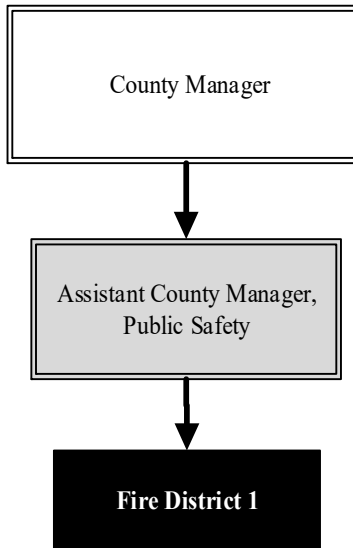 County Manager
Assistant County Manager,
Public Safety
Fire District 1